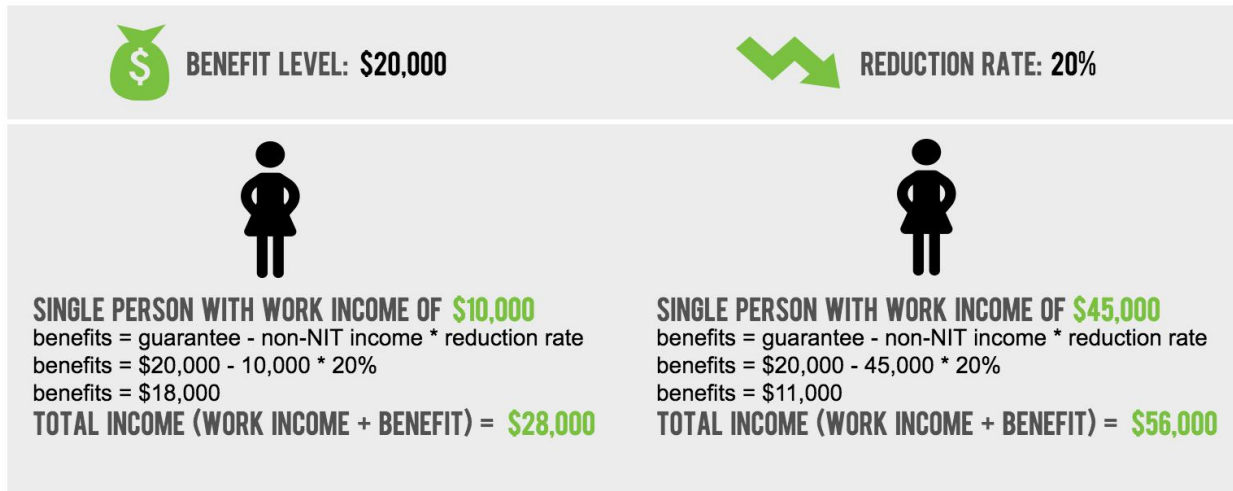 $
BENEFIT LEVEL: $20,000
REDUCTION RATE: 20%
SINGLE PERSON WITH WORK INCOME OF $10,000
benefits = guarantee - non-NIT income * reduction rate
benefits = $20,000 - 10,000 * 20%
benefits = $18,000
TOTAL INCOME (WORK INCOME + BENEFIT) = $28,000
SINGLE PERSON WITH WORK INCOME OF $45,000
benefits = guarantee - non-NIT income * reduction rate
benefits = $20,000 - 45,000 * 20%
benefits = $11,000
TOTAL INCOME (WORK INCOME + BENEFIT) = $56,000